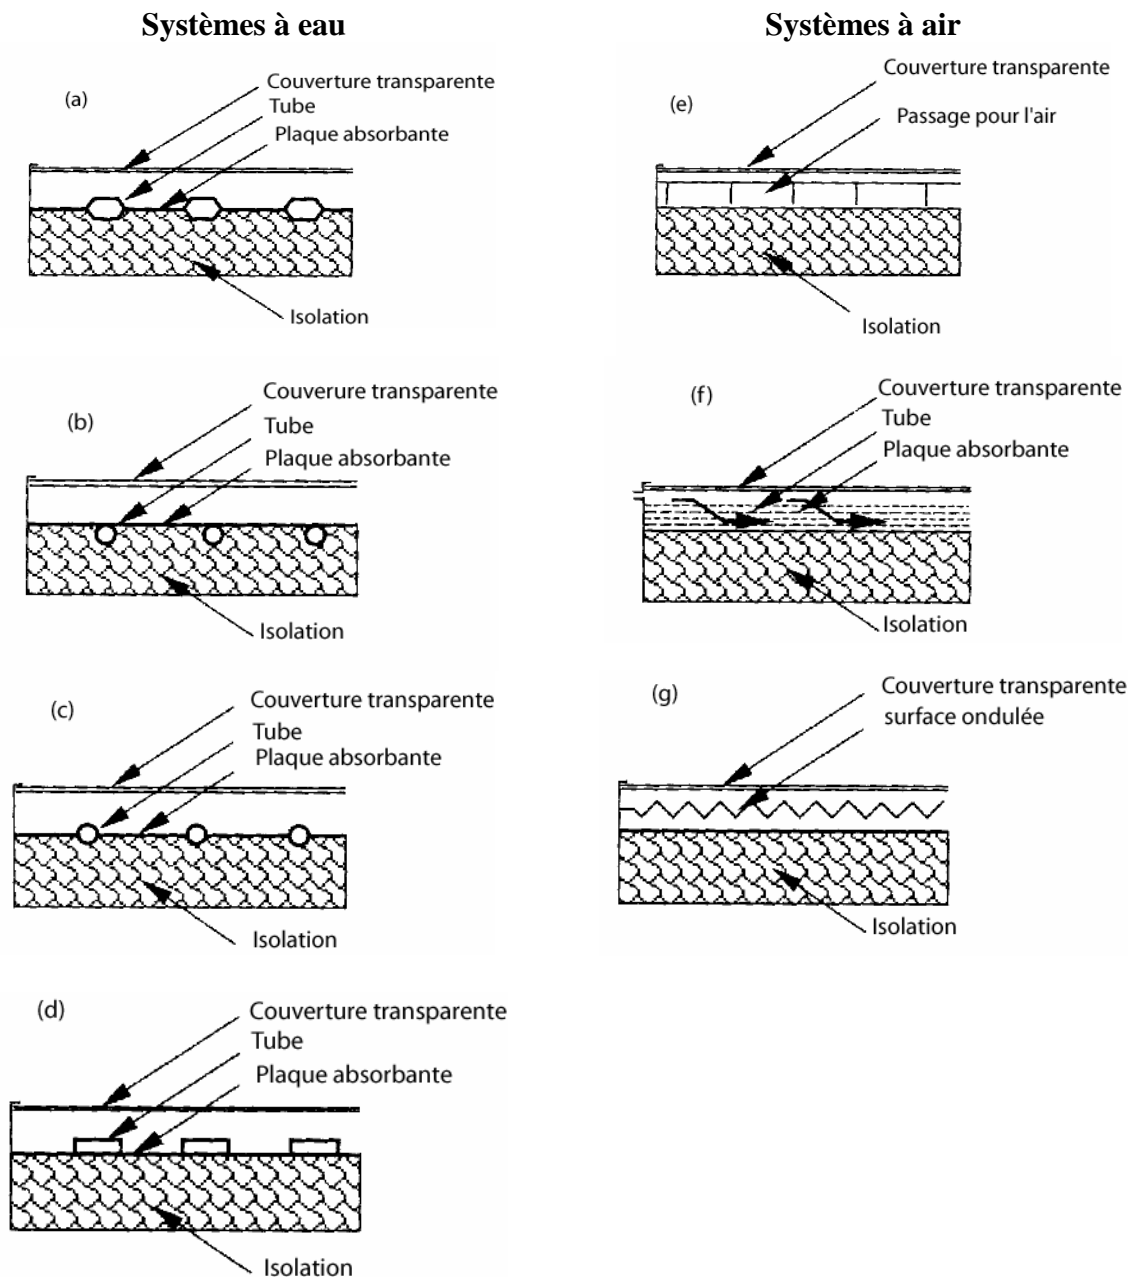 Systèmes à eau
(a)
Couverture transparente
Tube
Plaque absorbante
Isolation
(b)
Couverure transparente
Tube
Plaque absorbante
Isolation
(c)
Couverture transparente
Tube
Plaque absorbante
Isolation
(d)
Couverture transparente
Tube
Plaque absorbante
Isolation
Systèmes à air
Couverture transparente
(e)
Passage pour l'air
Isolation
(f)
Couverture transparente
Tube
Plaque absorbante
Isolation
(g)
Couverture transparente
surface ondulée
Isolation